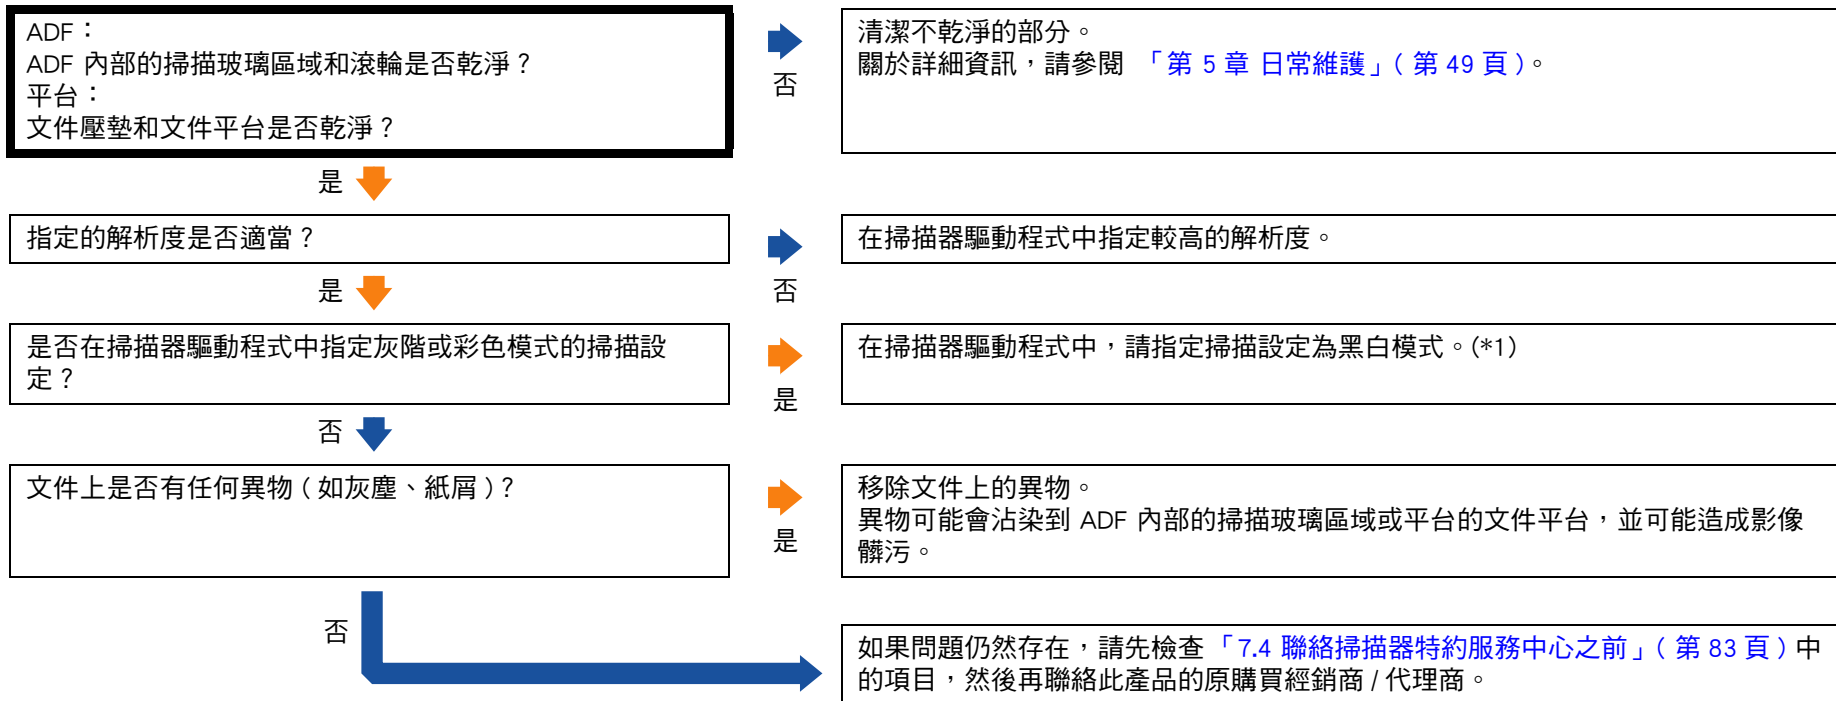 ADF：
ADF 內部的掃描玻璃區域和滾輪是否乾淨？
平台：
文件壓墊和文件平台是否乾淨？
否
清潔不乾淨的部分。
關於詳細資訊，請參閱 「第 5 章 日常維護」( 第 49 頁 )。
是
指定的解析度是否適當？
否
在掃描器驅動程式中指定較高的解析度。
是
是否在掃描器驅動程式中指定灰階或彩色模式的掃描設
定？
是
在掃描器驅動程式中，請指定掃描設定為黑白模式。(*1)
否
文件上是否有任何異物 ( 如灰塵、紙屑 )？
是
移除文件上的異物。
異物可能會沾染到 ADF 內部的掃描玻璃區域或平台的文件平台，並可能造成影像
髒污。
否
如果問題仍然存在，請先檢查「7.4 聯絡掃描器特約服務中心之前」( 第 83 頁 ) 中
的項目，然後再聯絡此產品的原購買經銷商 / 代理商。